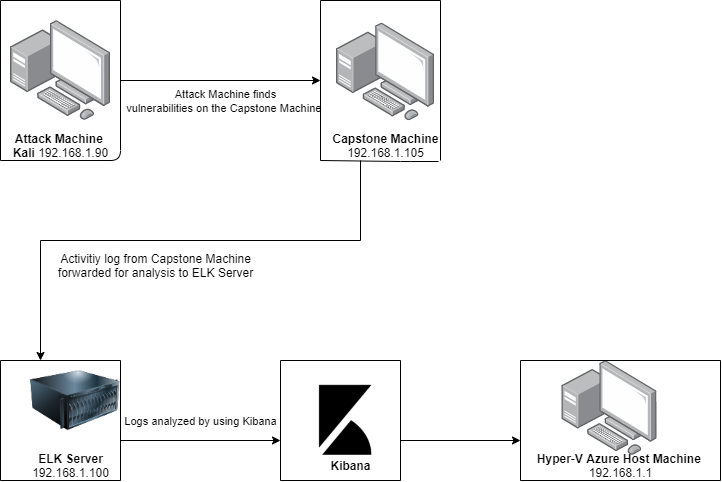 Attack Machine finds
vulnerabilities on the Capstone Machine
Attack Machine
Kali 192.168.1.90
Capstone Machine
192.168.1.105
Activitiy log from Capstone Machine
forwarded for analysis to ELK Server
Logs analyzed by using Kibana
ELK Server
192.168.1.100
Kibana
Hyper-V Azure Host Machine
192.168.1.1